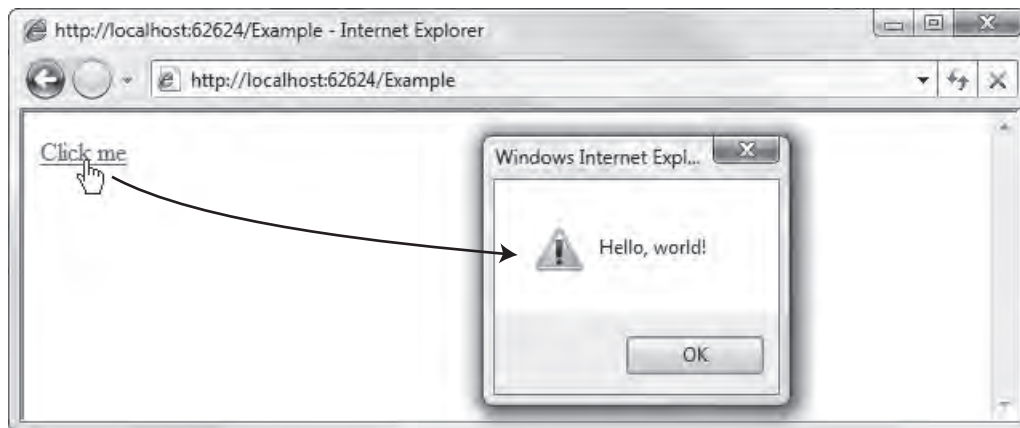 http://localhost:62624/Example - Internet Explorer
http://localhost:62624/Example
Click me
Windows Internet Expl...
Hello, world!
OK